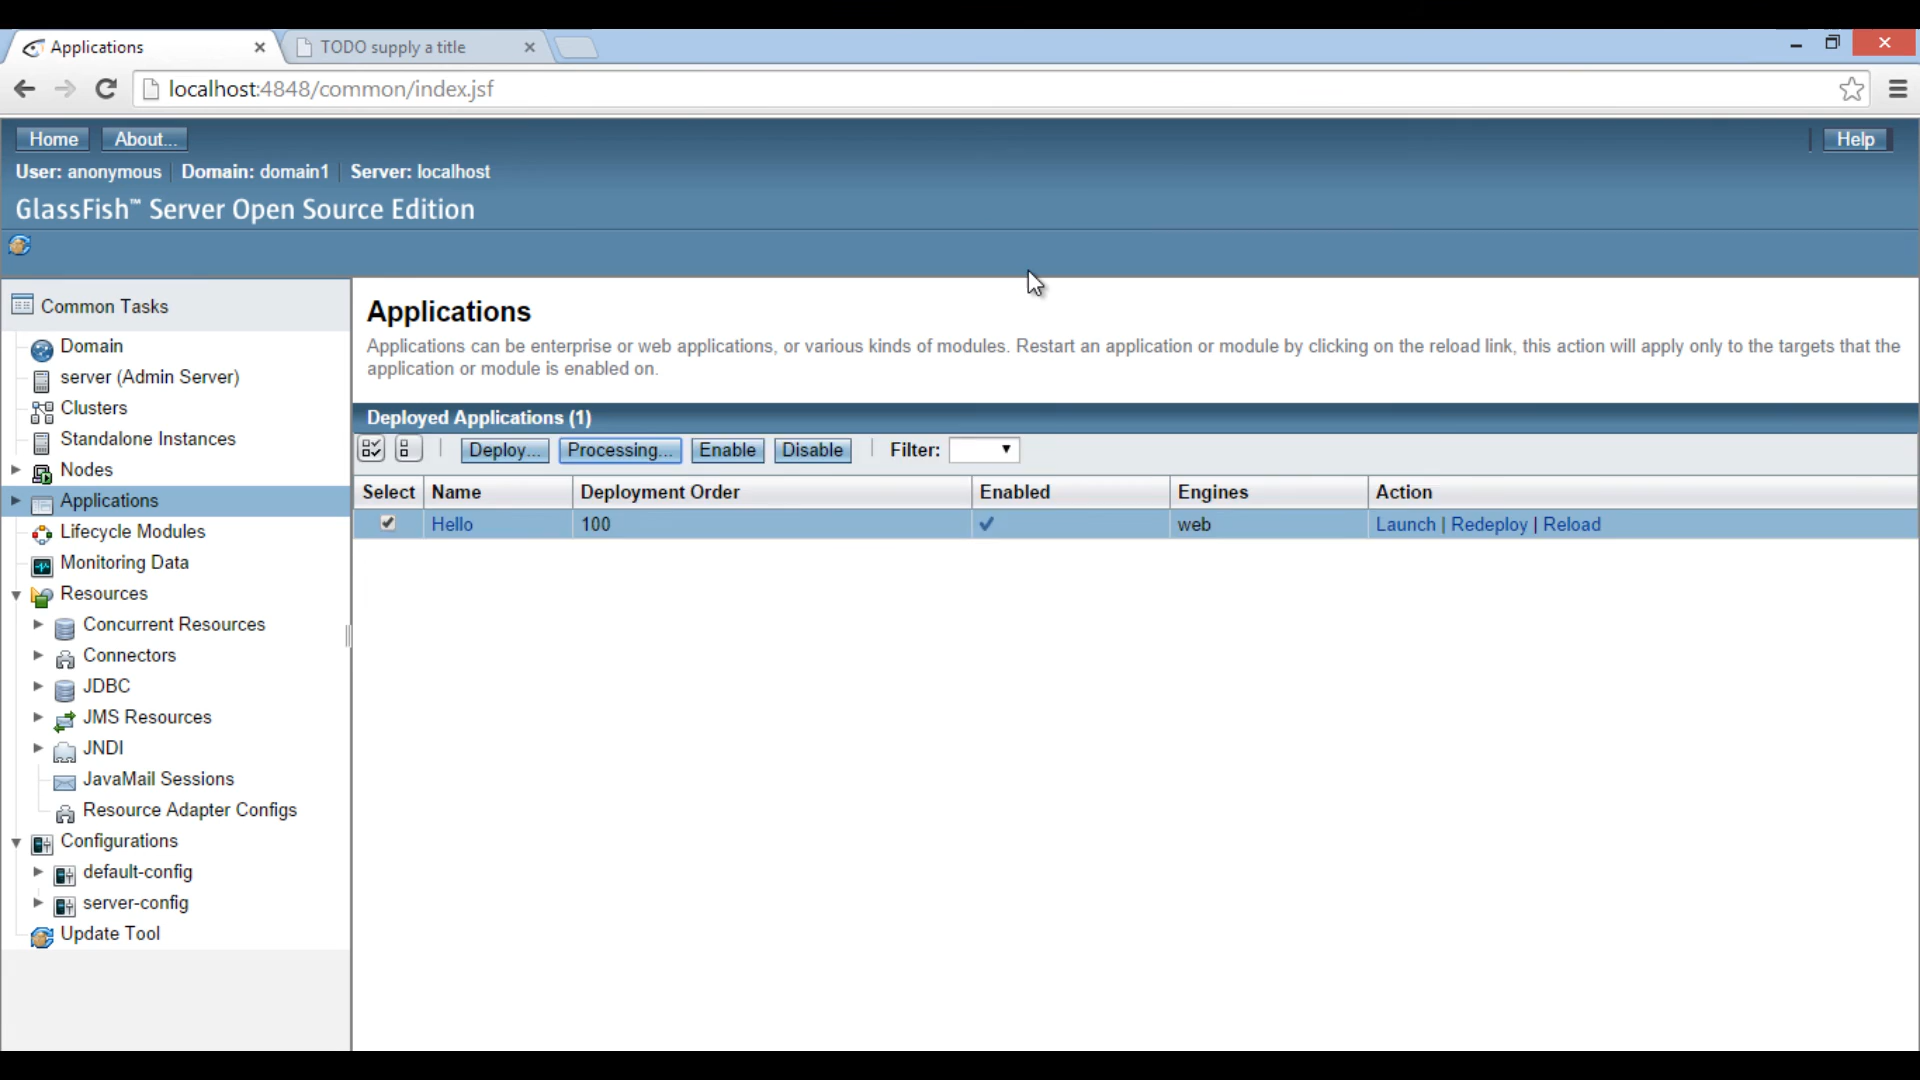 Applications
TODO supply a title
localhost:4848/common/index.jsf
Home About... Help
User: anonymous Domain: domain1 Server: localhost
GlassFish™ Server Open Source Edition
Common Tasks
Domain
server (Admin Server)
Clusters
Standalone Instances
Nodes
Applications
Lifecycle Modules
Monitoring Data
Resources
Concurrent Resources
Connectors
JDBC
JMS Resources
JNDI
JavaMail Sessions
Resource Adapter Configs
Configurations
default-config
server-config
Update Tool
Applications
Applications can be enterprise or web applications, or various kinds of modules. Restart an application or module by clicking on the reload link, this action will apply only to the targets that the
application or module is enabled on.
Deployed Applications (1)
Deploy... Processing... Enable Disable Filter:
Select Name Deployment Order Enabled Engines Action
Hello 100 web Launch | Redeploy | Reload